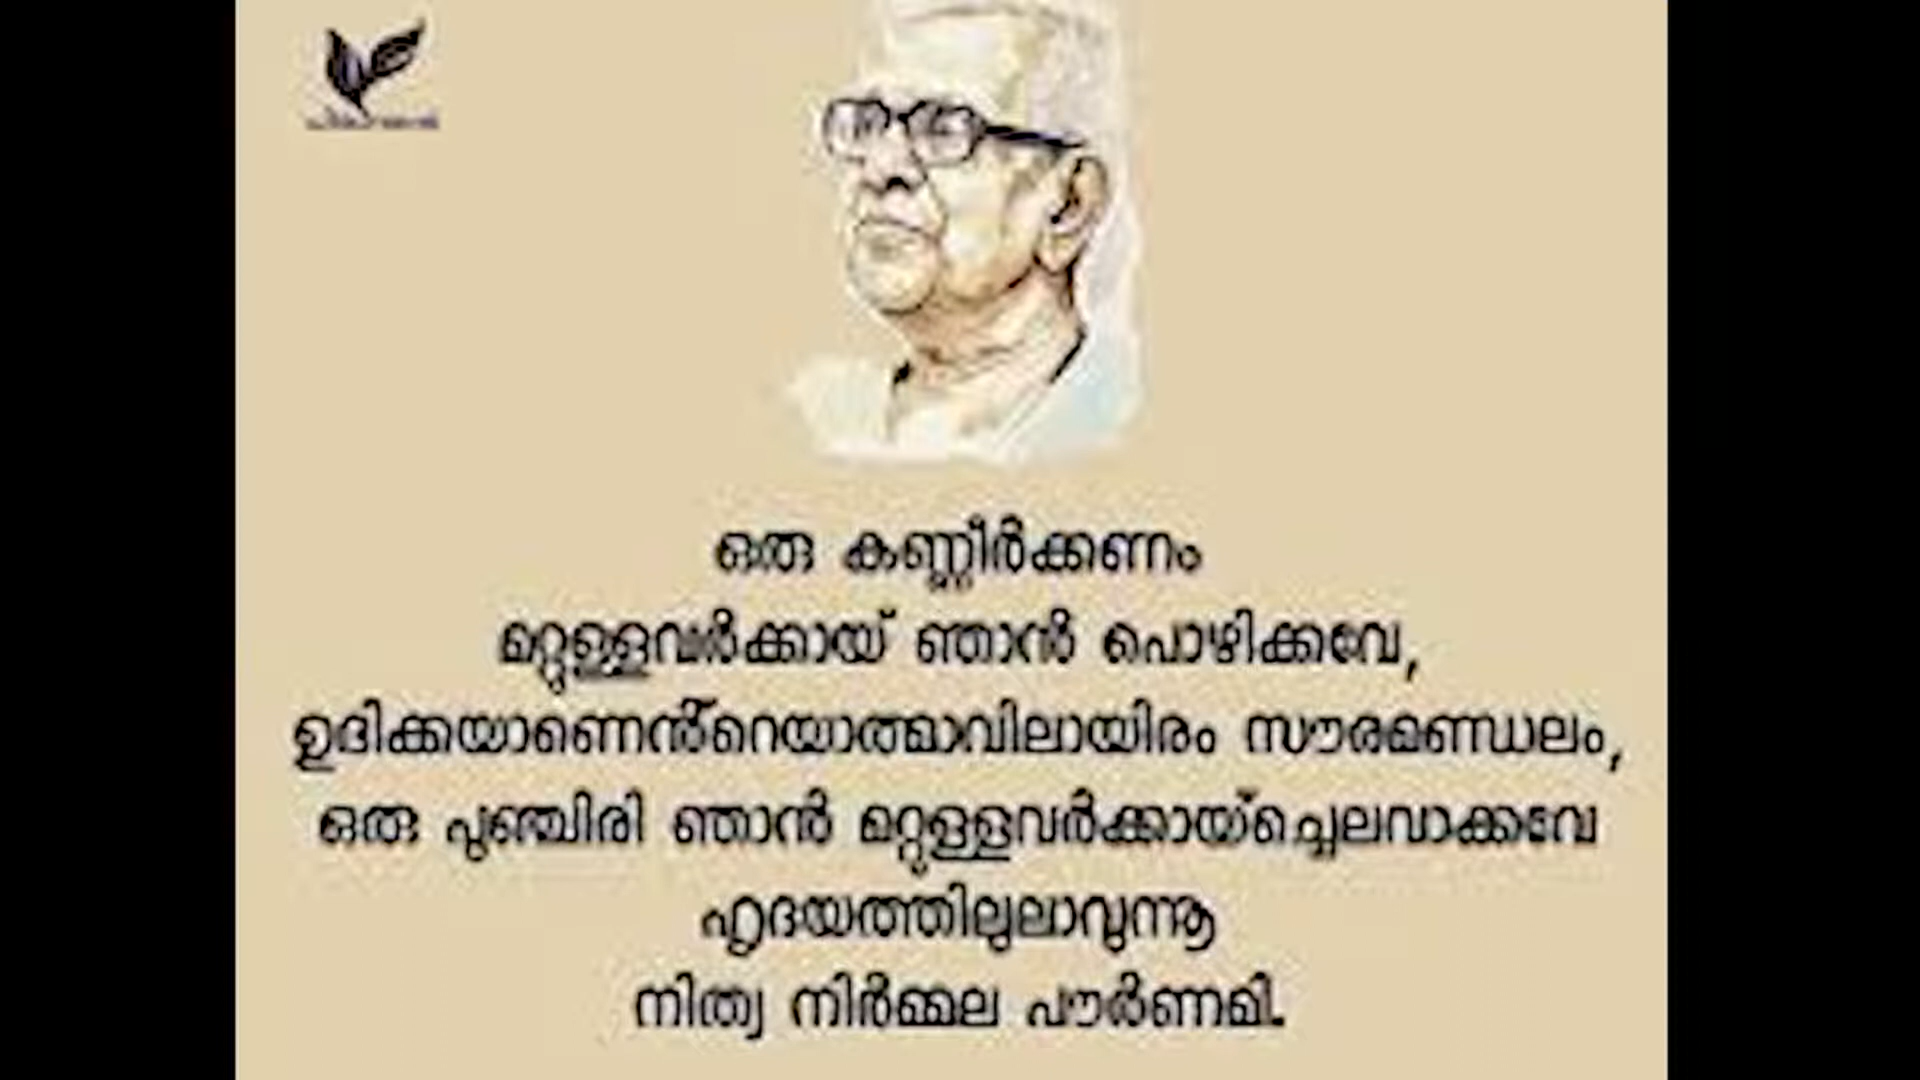 ഒരു കണ്ണീർക്കണം
മറ്റുള്ളവർക്കായ് ഞാൻ പൊഴിക്കവേ,
ഉദിക്കയാണെൻ്റെയാത്മാവിലായിരം സൗരമണ്ഡലം,
ഒരു പുഞ്ചിരി ഞാൻ മറ്റുള്ളവർക്കായ്ച്ചെലവാക്കവേ
ഹൃദയത്തിലുലാവുന്നൂ
നിത്യ നിർമ്മല പൗർണമി.